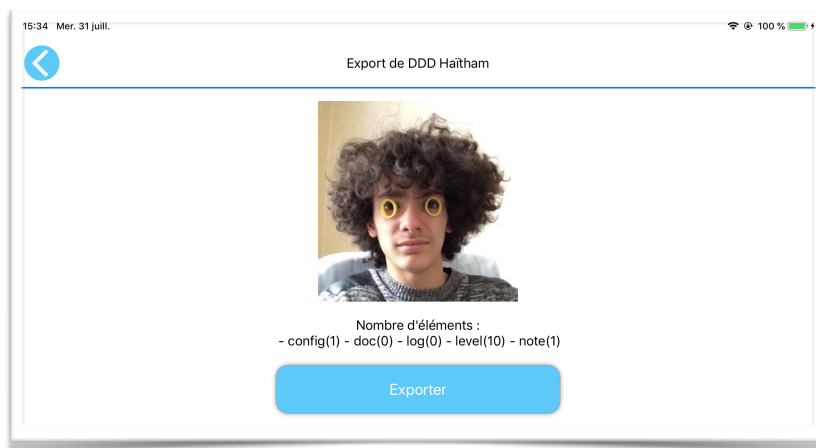 15:34 Mer. 31 juill.
100 %
Export de DDD Haïtham
Nombre d'éléments :
- config(1) - doc(0) - log(0) - level(10) - note(1)
Exporter